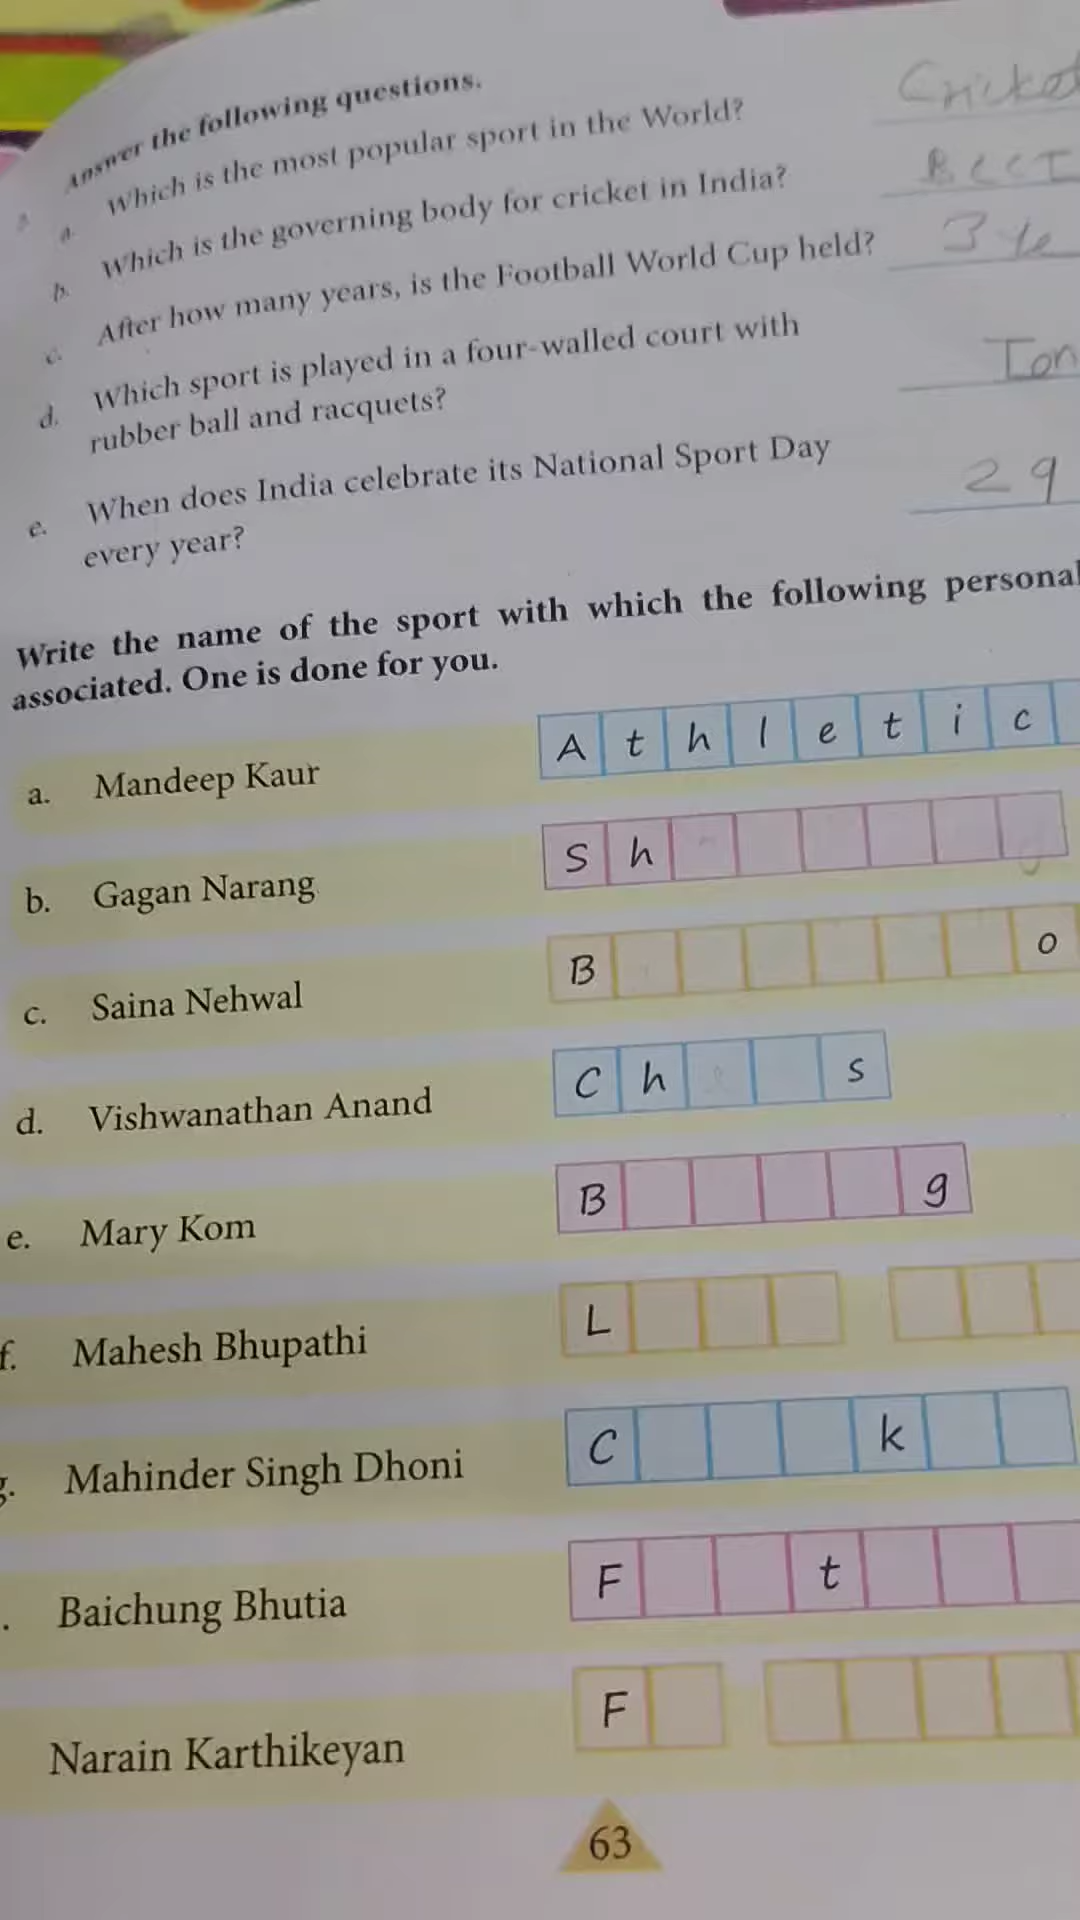 Answer the following questions.
a. Which is the most popular sport in the World? Cricket
b. Which is the governing body for cricket in India? BCCI
c. After how many years, is the Football World Cup held? 3 ye
d. Which sport is played in a four-walled court with
rubber ball and racquets?
e. When does India celebrate its National Sport Day 29
every year?
Write the name of the sport with which the following personal
associated. One is done for you.
a. Mandeep Kaur A t h l e t i c
b. Gagan Narang S h
c. Saina Nehwal B o
d. Vishwanathan Anand C h s
e. Mary Kom B g
f. Mahesh Bhupathi L
g. Mahinder Singh Dhoni C k
. Baichung Bhutia F t
Narain Karthikeyan F
63